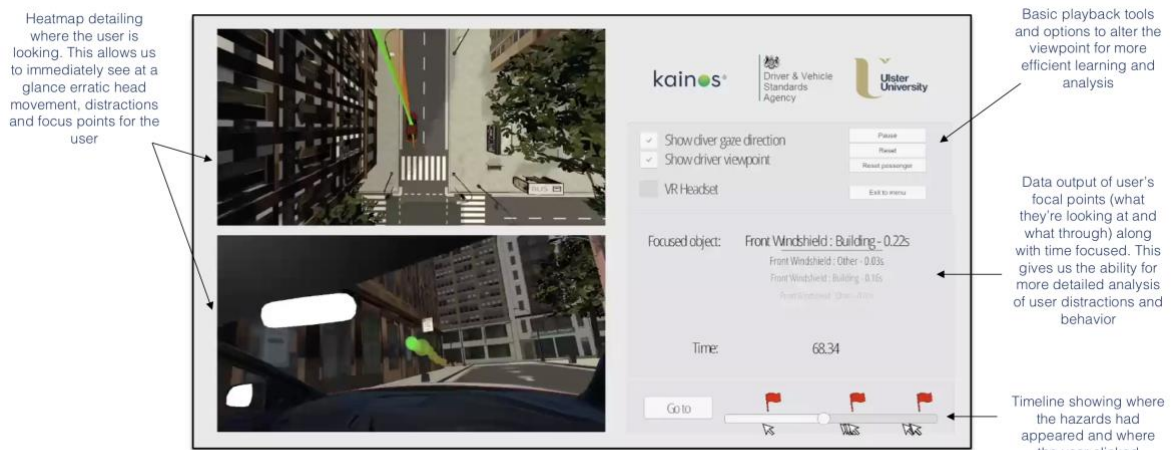 Heatmap detailing
where the user is
looking. This allows us
to immediately see at a
glance erratic head
movement, distractions
and focus points for the
user
kainos
Driver & Vehicle
Standards
Agency
Ulster
University
Show diver gaze direction
Show driver viewpoint
VR Headset
Pause
Reset
Reset passenger
Exit to menu
BUS
Focused object:
Front Windshield : Building - 0.22s
Front Windshield : Other - 0.03s
Front Windshield : Building - 0.16s
Front Windshield
Time:
68.34
Go to
Basic playback tools
and options to alter the
viewpoint for more
efficient learning and
analysis
Data output of user's
focal points (what
they're looking at and
what through) along
with time focused. This
gives us the ability for
more detailed analysis
of user distractions and
behavior
Timeline showing where
the hazards had
appeared and where